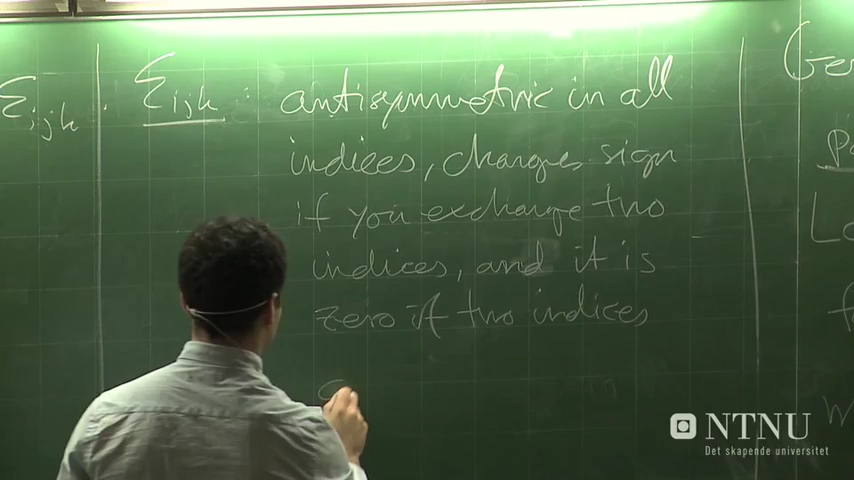 εijk : εijk : antisymmetric in all
indices, changes sign
if you exchange two
indices, and it is
zero if two indices
NTNU
Det skapende universitet